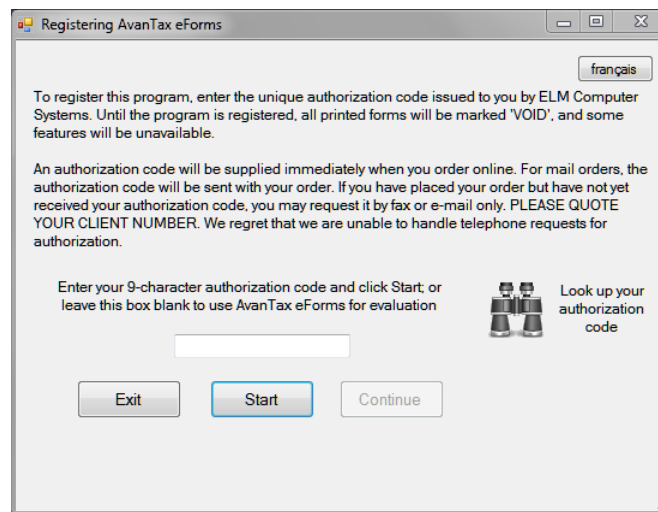 Registering AvanTax eForms
français
To register this program, enter the unique authorization code issued to you by ELM Computer
Systems. Until the program is registered, all printed forms will be marked 'VOID', and some
features will be unavailable.
An authorization code will be supplied immediately when you order online. For mail orders, the
authorization code will be sent with your order. If you have placed your order but have not yet
received your authorization code, you may request it by fax or e-mail only. PLEASE QUOTE
YOUR CLIENT NUMBER. We regret that we are unable to handle telephone requests for
authorization.
Enter your 9-character authorization code and click Start; or
leave this box blank to use AvanTax eForms for evaluation
Look up your
authorization
code
Exit
Start
Continue